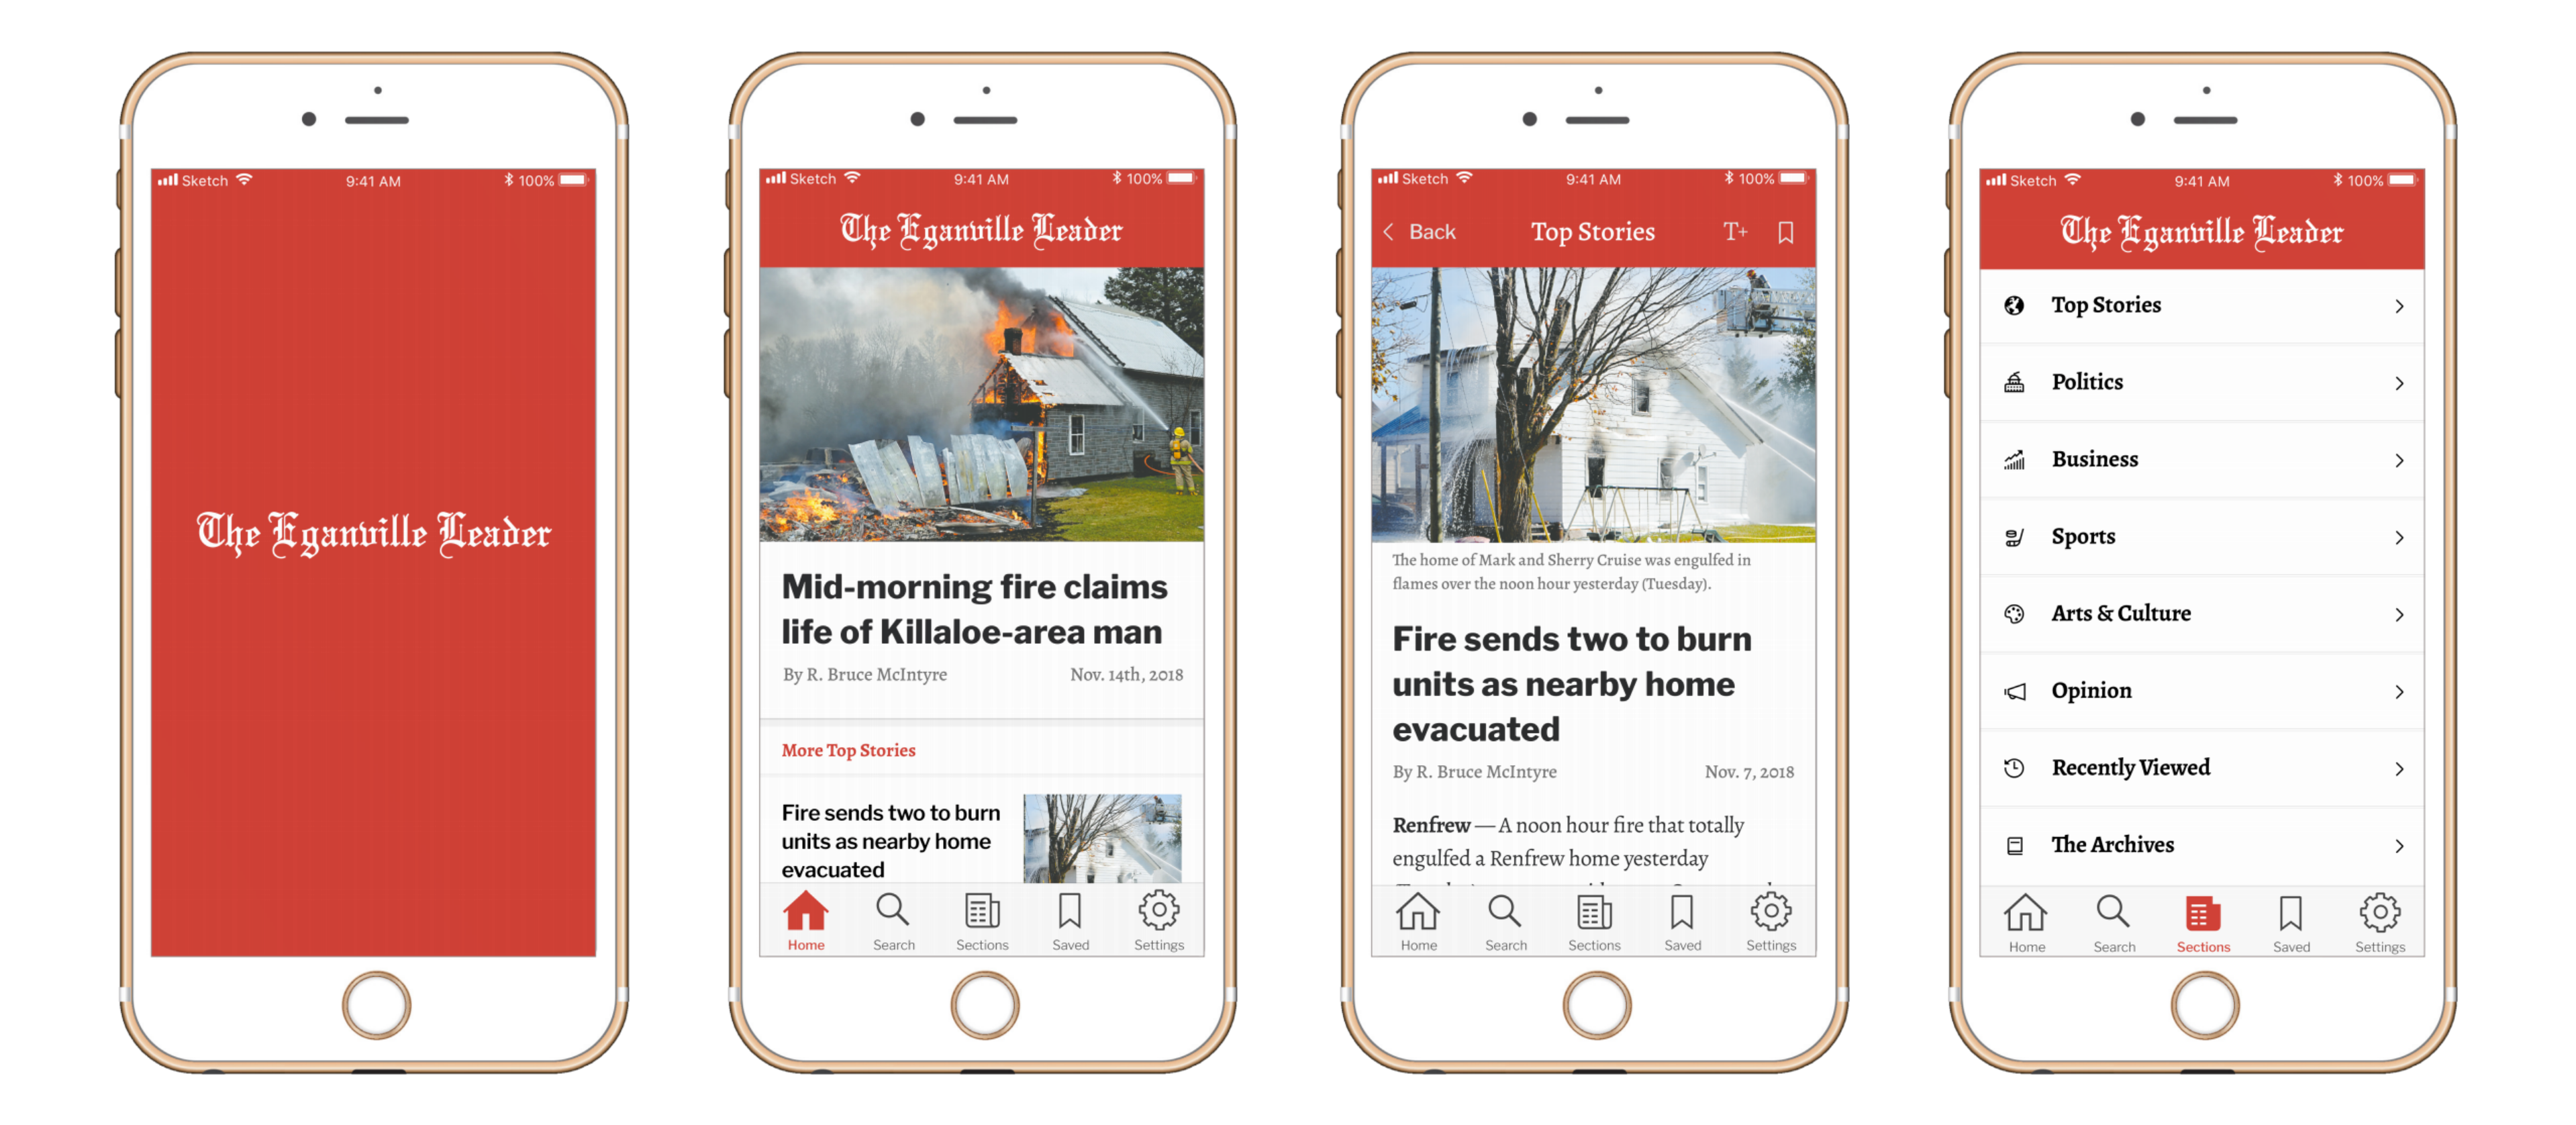 Sketch 9:41 AM 100%
The Eganville Leader
Sketch 9:41 AM 100%
The Eganville Leader
Mid-morning fire claims
life of Killaloe-area man
By R. Bruce McIntyre Nov. 14th, 2018
More Top Stories
Fire sends two to burn
units as nearby home
evacuated
Home Search Sections Saved Settings
Sketch 9:41 AM 100%
Back Top Stories T+
The home of Mark and Sherry Cruise was engulfed in
flames over the noon hour yesterday (Tuesday).
Fire sends two to burn
units as nearby home
evacuated
By R. Bruce McIntyre Nov. 7, 2018
Renfrew — A noon hour fire that totally
engulfed a Renfrew home yesterday
Home Search Sections Saved Settings
Sketch 9:41 AM 100%
The Eganville Leader
Top Stories
Politics
Business
Sports
Arts & Culture
Opinion
Recently Viewed
The Archives
Home Search Sections Saved Settings